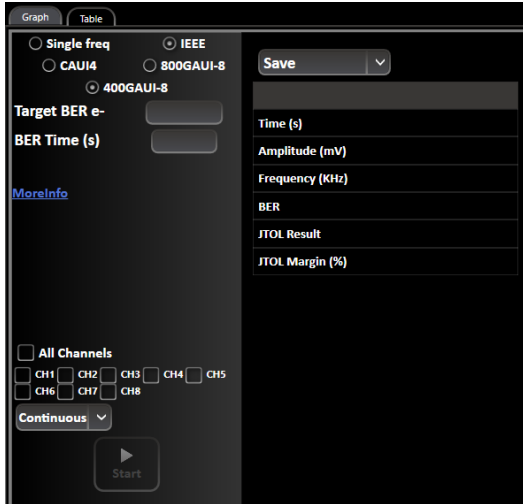 Graph Table
Single freq IEEE
CAUI4 800GAUI-8
400GAUI-8
Target BER e-
BER Time (s)
MoreInfo
All Channels
CH1 CH2 CH3 CH4 CH5
CH6 CH7 CH8
Continuous
Start
Save
Time (s)
Amplitude (mV)
Frequency (KHz)
BER
JTOL Result
JTOL Margin (%)